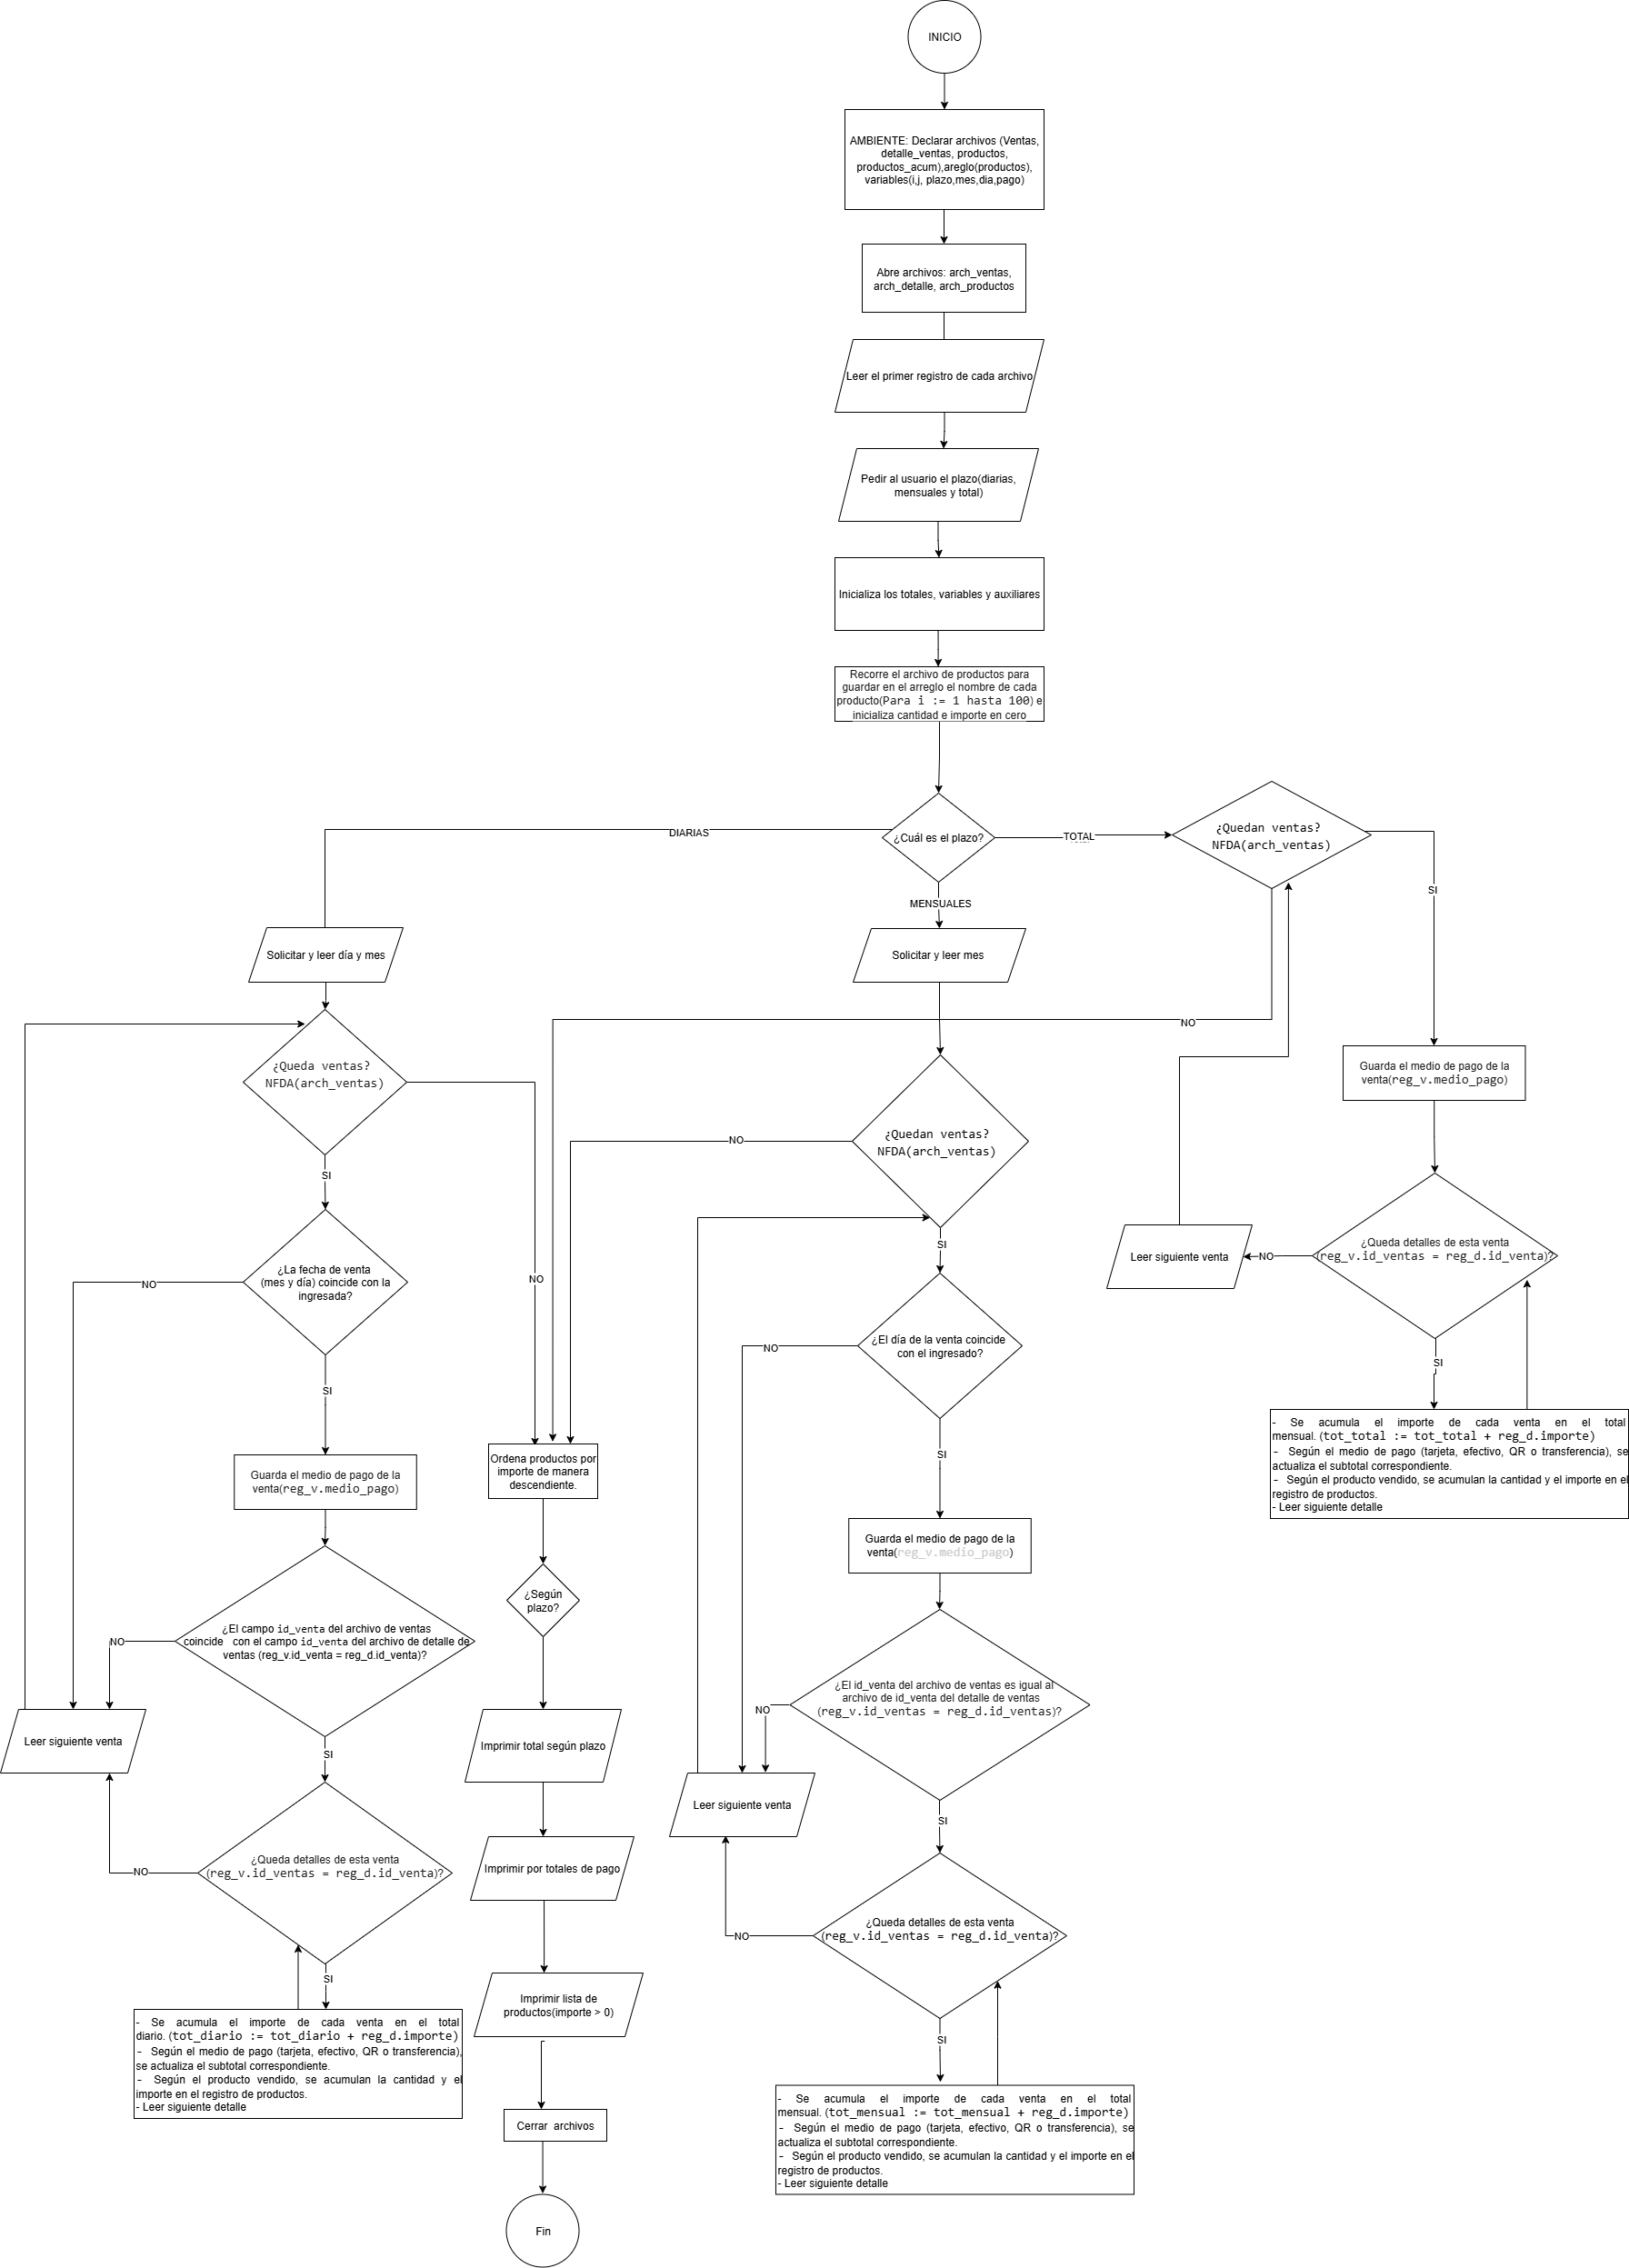 INICIO
AMBIENTE: Declarar archivos (Ventas,
detalle_ventas, productos,
productos_acum),areglo(productos),
variables(i,j, plazo,mes,dia,pago)
Abre archivos: arch_ventas,
arch_detalle, arch_productos
Leer el primer registro de cada archivo
Pedir al usuario el plazo(diarias,
mensuales y total)
Inicializa los totales, variables y auxiliares
Recorre el archivo de productos para
guardar en el arreglo el nombre de cada
producto(Para i := 1 hasta 100) e
inicializa cantidad e importe en cero
¿Cuál es el plazo?
DIARIAS
MENSUALES
TOTAL
¿Quedan ventas?
NFDA(arch_ventas)
SI
NO
Guarda el medio de pago de la
venta(reg_v.medio_pago)
¿Queda detalles de esta venta
(reg_v.id_ventas = reg_d.id_venta)?
NO
Leer siguiente venta
SI
- Se acumula el importe de cada venta en el total
mensual. (tot_total := tot_total + reg_d.importe)
- Según el medio de pago (tarjeta, efectivo, QR o transferencia), se
actualiza el subtotal correspondiente.
- Según el producto vendido, se acumulan la cantidad y el importe en el
registro de productos.
- Leer siguiente detalle
Solicitar y leer día y mes
¿Queda ventas?
NFDA(arch_ventas)
NO
SI
¿La fecha de venta
(mes y día) coincide con la
ingresada?
NO
SI
Guarda el medio de pago de la
venta(reg_v.medio_pago)
¿El campo id_venta del archivo de ventas
coincide con el campo id_venta del archivo de detalle de
ventas (reg_v.id_venta = reg_d.id_venta)?
NO
Leer siguiente venta
SI
¿Queda detalles de esta venta
(reg_v.id_ventas = reg_d.id_venta)?
NO
SI
- Se acumula el importe de cada venta en el total
diario. (tot_diario := tot_diario + reg_d.importe)
- Según el medio de pago (tarjeta, efectivo, QR o transferencia),
se actualiza el subtotal correspondiente.
- Según el producto vendido, se acumulan la cantidad y el
importe en el registro de productos.
- Leer siguiente detalle
Solicitar y leer mes
¿Quedan ventas?
NFDA(arch_ventas)
NO
SI
¿El día de la venta coincide
con el ingresado?
NO
SI
Guarda el medio de pago de la
venta(reg_v.medio_pago)
¿El id_venta del archivo de ventas es igual al
archivo de id_venta del detalle de ventas
(reg_v.id_ventas = reg_d.id_ventas)?
NO
Leer siguiente venta
SI
¿Queda detalles de esta venta
(reg_v.id_ventas = reg_d.id_venta)?
NO
SI
- Se acumula el importe de cada venta en el total
mensual. (tot_mensual := tot_mensual + reg_d.importe)
- Según el medio de pago (tarjeta, efectivo, QR o transferencia), se
actualiza el subtotal correspondiente.
- Según el producto vendido, se acumulan la cantidad y el importe en el
registro de productos.
- Leer siguiente detalle
Ordena productos por
importe de manera
descendiente.
¿Según
plazo?
Imprimir total según plazo
Imprimir por totales de pago
Imprimir lista de
productos(importe > 0)
Cerrar archivos
Fin